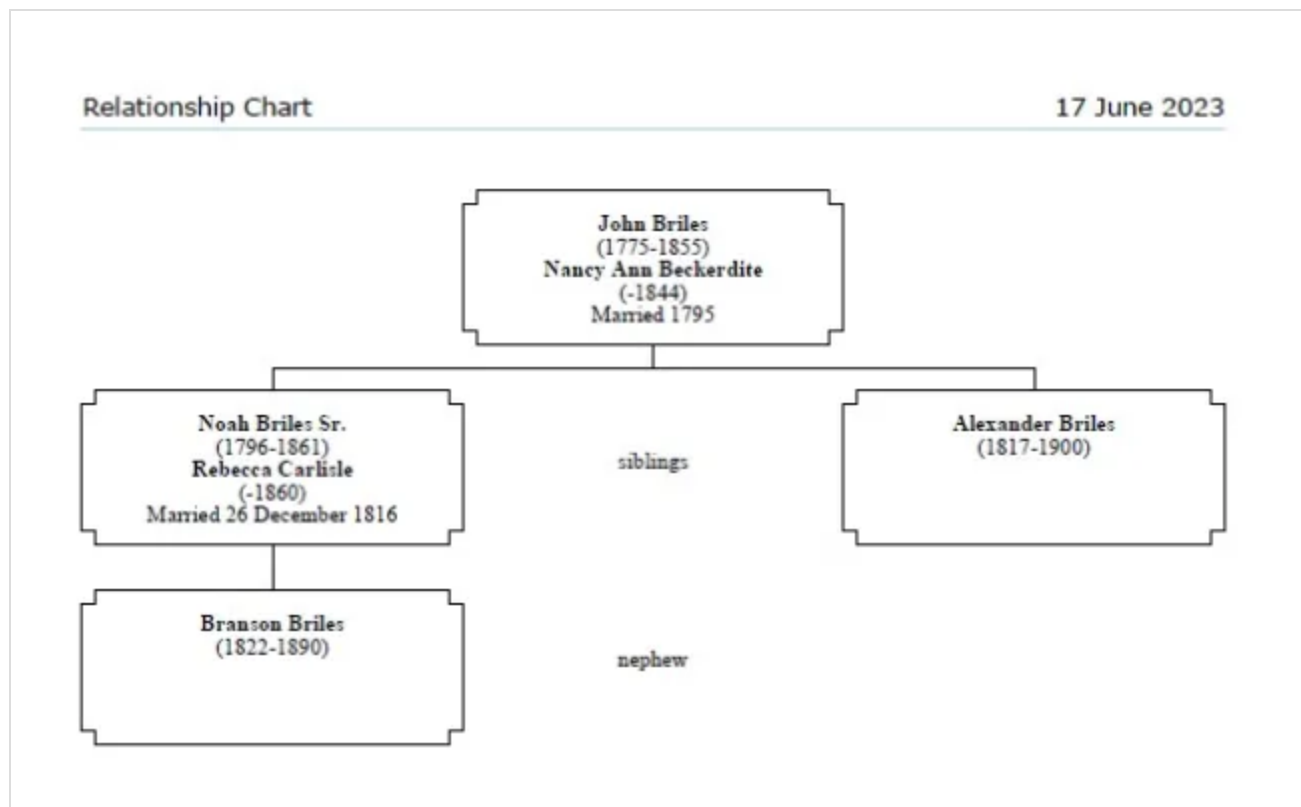 Relationship Chart
17 June 2023
John Briles
(1775-1855)
Nancy Ann Beckerdite
(-1844)
Married 1795
Noah Briles Sr.
(1796-1861)
Rebecca Carlisle
(-1860)
Married 26 December 1816
siblings
Alexander Briles
(1817-1900)
Branson Briles
(1822-1890)
nephew